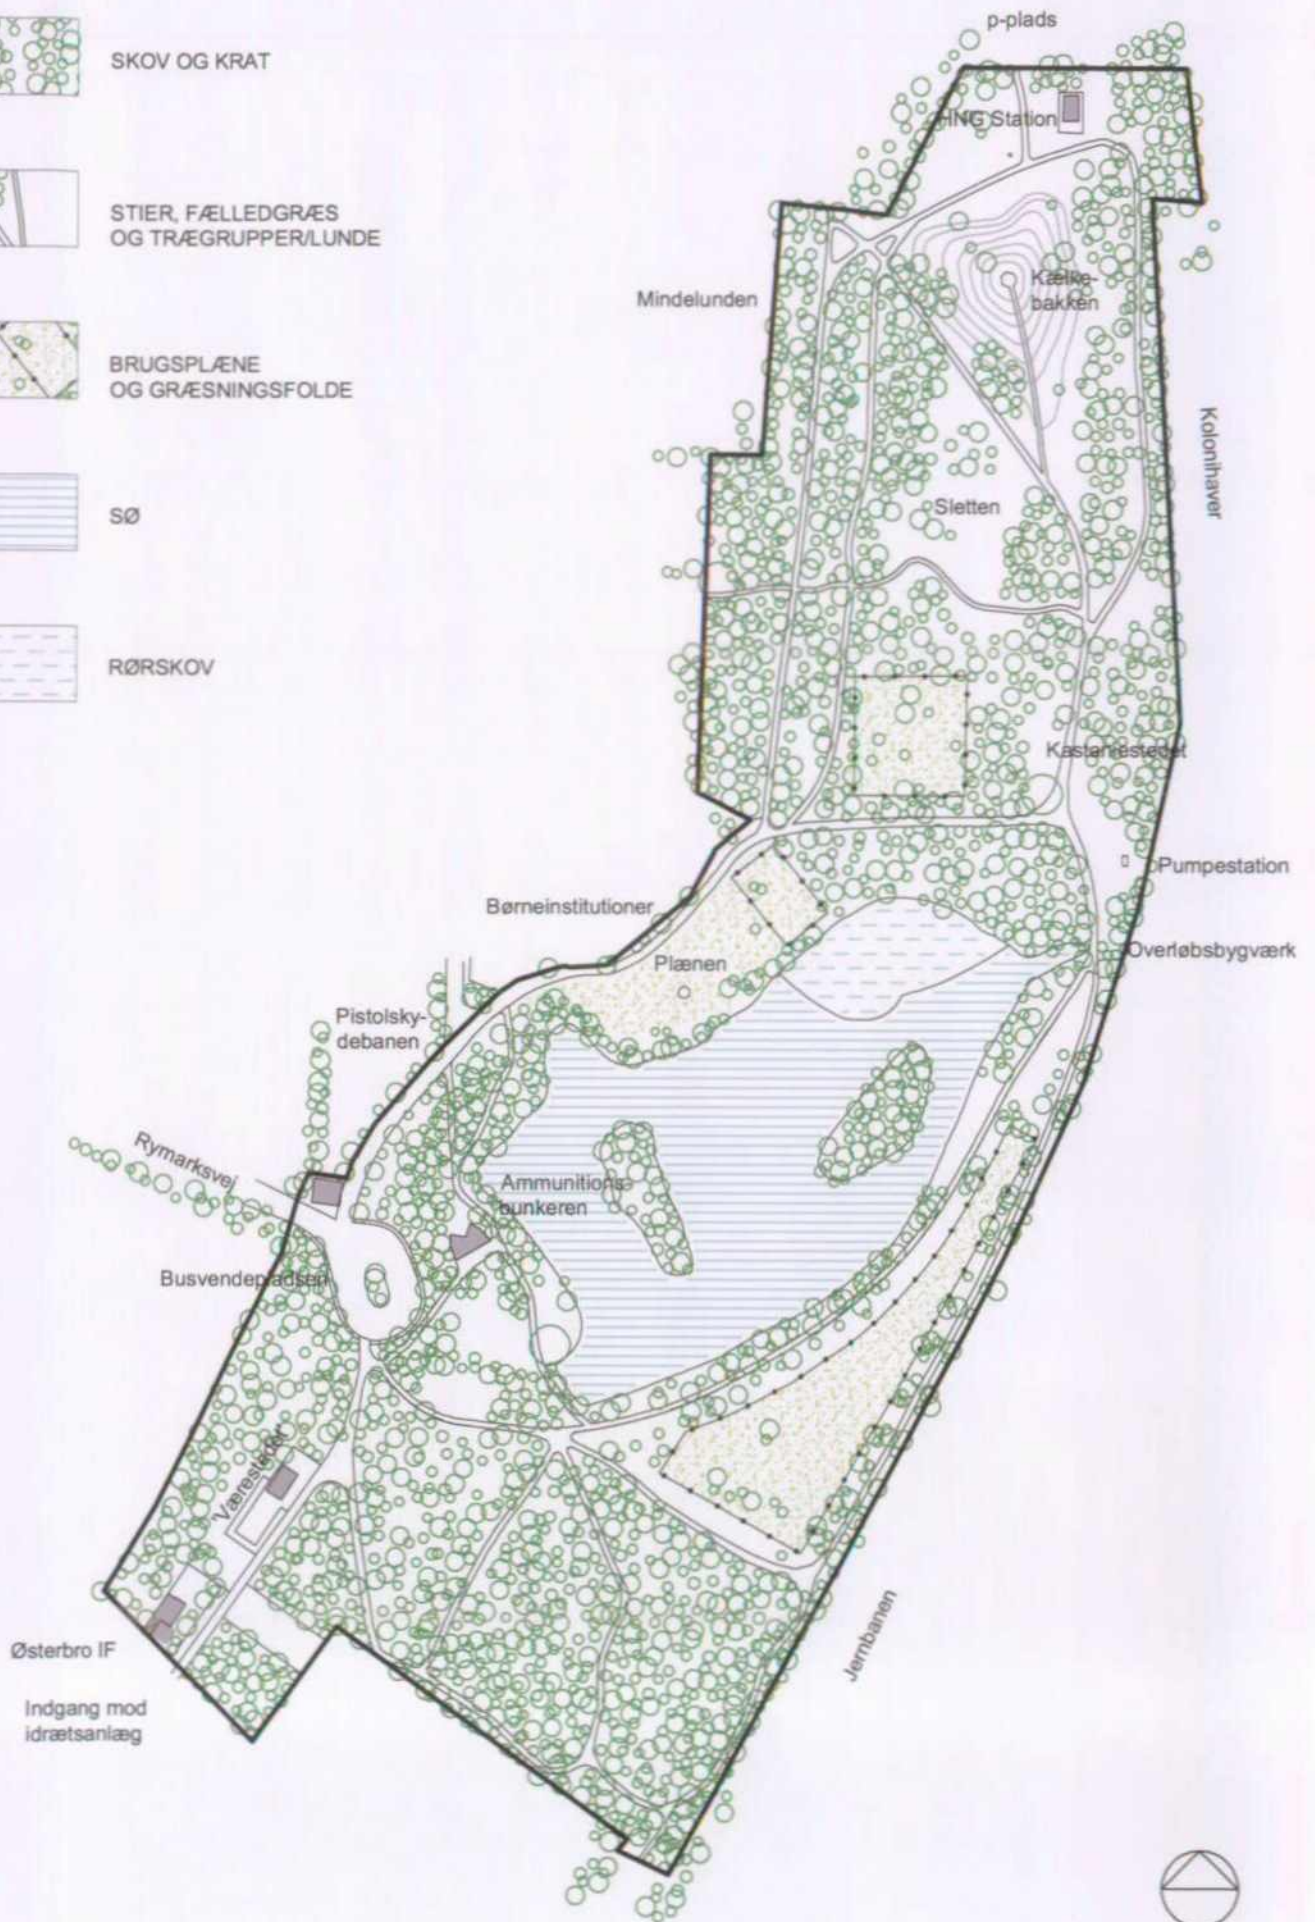 SKOV OG KRAT
STIER, FÆLLEDGRÆS
OG TRÆGRUPPER/LUNDE
BRUGSPLÆNE
OG GRÆSNINGSFOLDE
SØ
RØRSKOV
p-plads
HNG Station
Mindelunden
Kælke-
bakken
Kolonihaver
Sletten
Kastaniestedet
Pumpestation
Børneinstitutioner
Overløbsbygværk
Plænen
Pistolsky-
debanen
Rymarksvej
Ammunitions
bunkeren
Busvendepladsen
"Værestedet"
Jernbanen
Østerbro IF
Indgang mod
idrætsanlæg